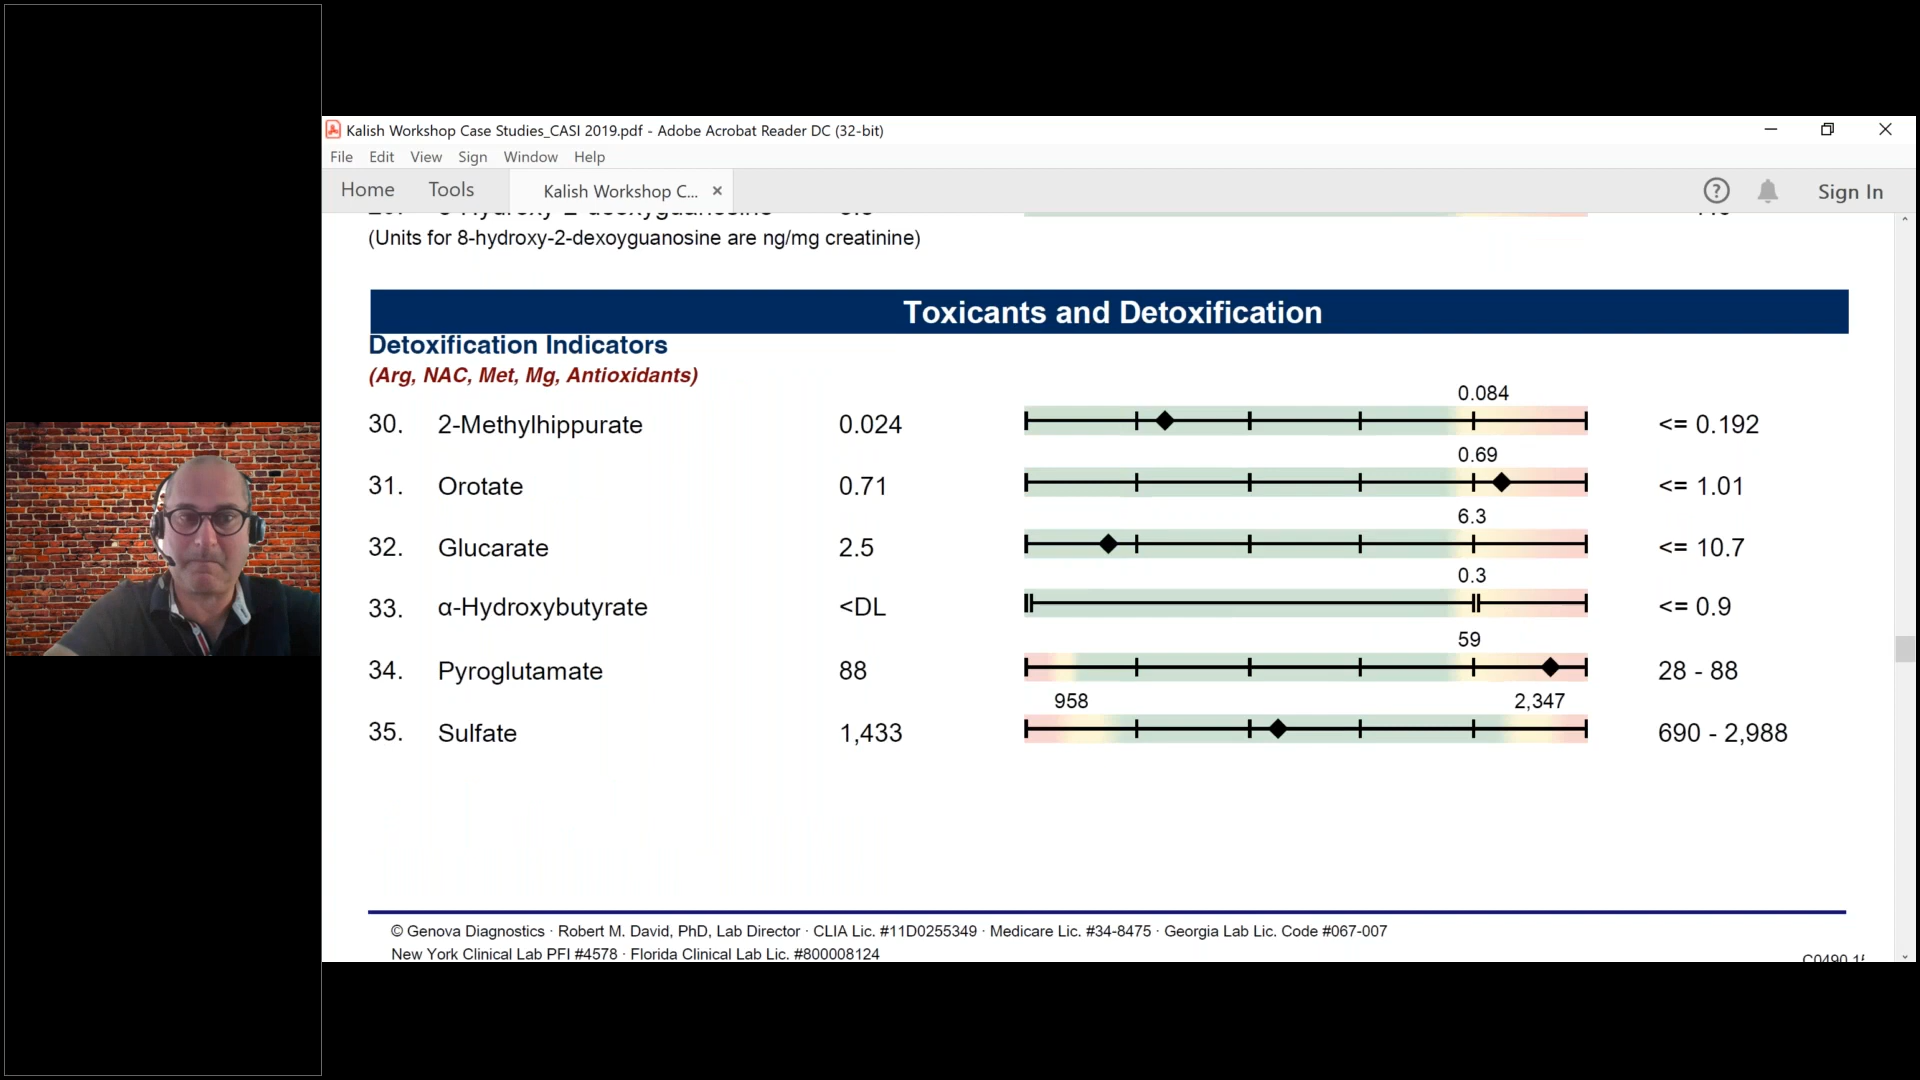 Kalish Workshop Case Studies_CASI 2019.pdf - Adobe Acrobat Reader DC (32-bit)
File Edit View Sign Window Help
Home Tools Kalish Workshop C... Sign In
(Units for 8-hydroxy-2-dexoyguanosine are ng/mg creatinine)
Toxicants and Detoxification
Detoxification Indicators
(Arg, NAC, Met, Mg, Antioxidants)
0.084
30. 2-Methylhippurate 0.024 <= 0.192
0.69
31. Orotate 0.71 <= 1.01
6.3
32. Glucarate 2.5 <= 10.7
0.3
33. α-Hydroxybutyrate <DL <= 0.9
59
34. Pyroglutamate 88 28 - 88
958 2,347
35. Sulfate 1,433 690 - 2,988
© Genova Diagnostics · Robert M. David, PhD, Lab Director · CLIA Lic. #11D0255349 · Medicare Lic. #34-8475 · Georgia Lab Lic. Code #067-007
New York Clinical Lab PFI #4578 · Florida Clinical Lab Lic. #800008124